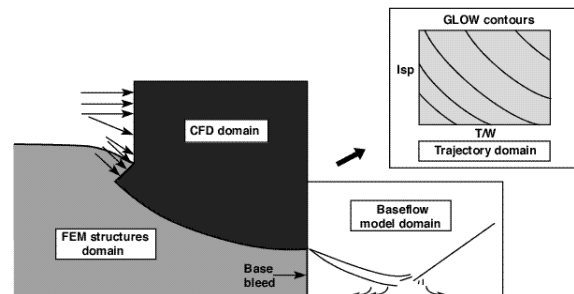 GLOW contours
Isp
T/W
Trajectory domain
CFD domain
Baseflow
model domain
FEM structures
domain
Base
bleed